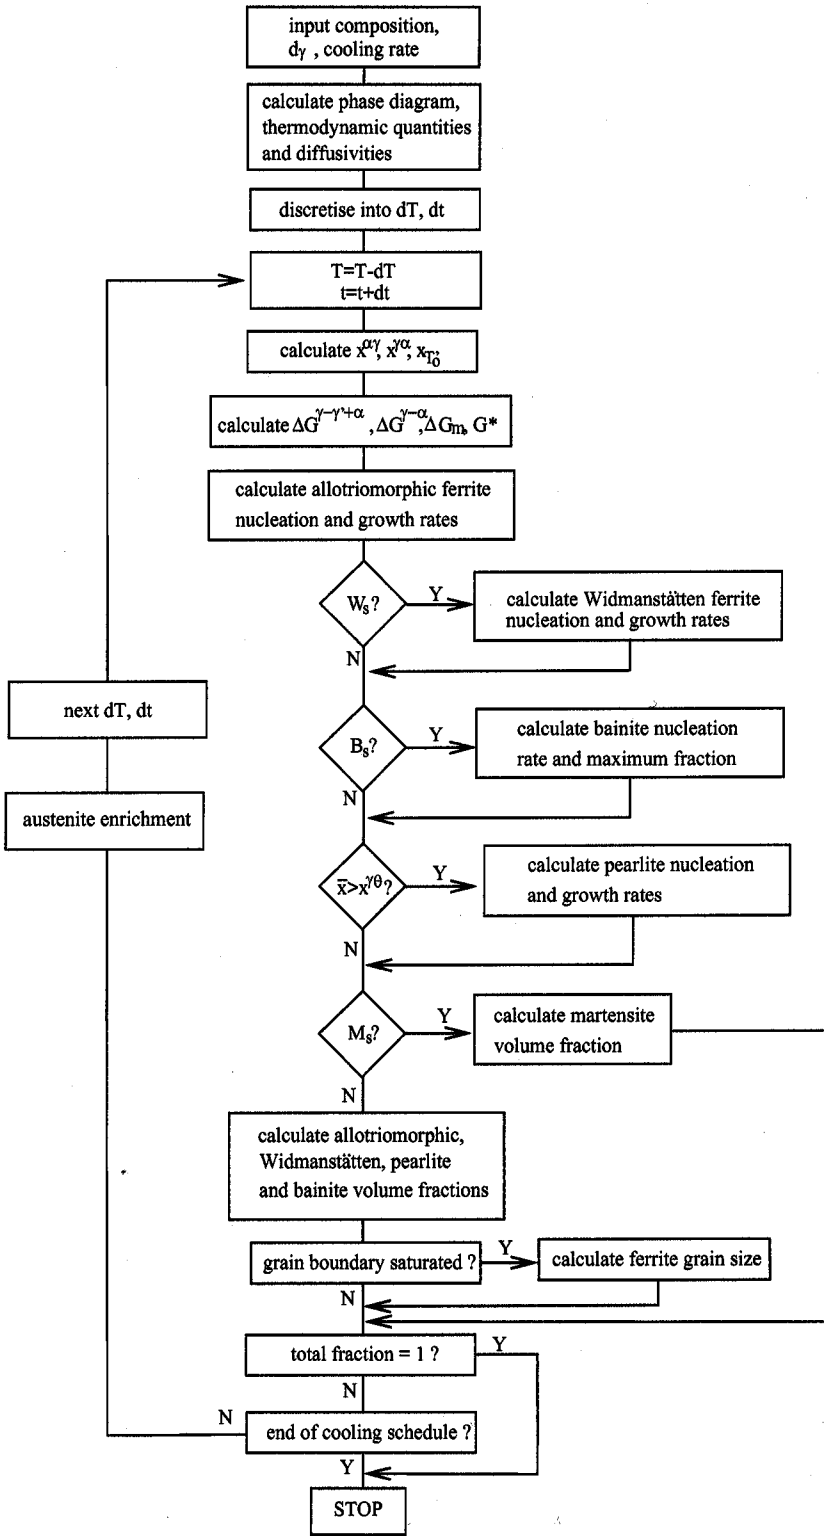 input composition,
dγ , cooling rate
calculate phase diagram,
thermodynamic quantities
and diffusivities
discretise into dT, dt
T=T-dT
t=t+dt
calculate x^αγ, x^γα, x_T0'
calculate ΔG^γ-γ'+α , ΔG^γ-α, ΔGm, G*
calculate allotriomorphic ferrite
nucleation and growth rates
Ws?
Y
calculate Widmanstätten ferrite
nucleation and growth rates
N
next dT, dt
Bs?
Y
calculate bainite nucleation
rate and maximum fraction
N
austenite enrichment
x̅>x^γθ?
Y
calculate pearlite nucleation
and growth rates
N
Ms?
Y
calculate martensite
volume fraction
N
calculate allotriomorphic,
Widmanstätten, pearlite
and bainite volume fractions
grain boundary saturated ?
Y
calculate ferrite grain size
N
total fraction = 1 ?
Y
N
end of cooling schedule ?
N
Y
STOP